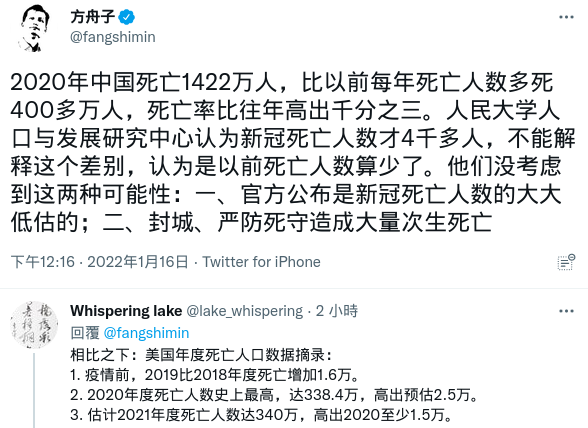 方舟子
@fangshimin
2020年中国死亡1422万人，比以前每年死亡人数多死
400多万人，死亡率比往年高出千分之三。人民大学人
口与发展研究中心认为新冠死亡人数才4千多人，不能解
释这个差别，认为是以前死亡人数算少了。他们没考虑
到这两种可能性：一、官方公布是新冠死亡人数的大大
低估的；二、封城、严防死守造成大量次生死亡
下午12:16 · 2022年1月16日 · Twitter for iPhone
Whispering lake @lake_whispering · 2 小時
回覆 @fangshimin
相比之下：美国年度死亡人口数据摘录：
1. 疫情前，2019比2018年度死亡增加1.6万。
2. 2020年度死亡人数史上最高，达338.4万，高出预估2.5万。
3. 估计2021年度死亡人数达340万，高出2020至少1.5万。